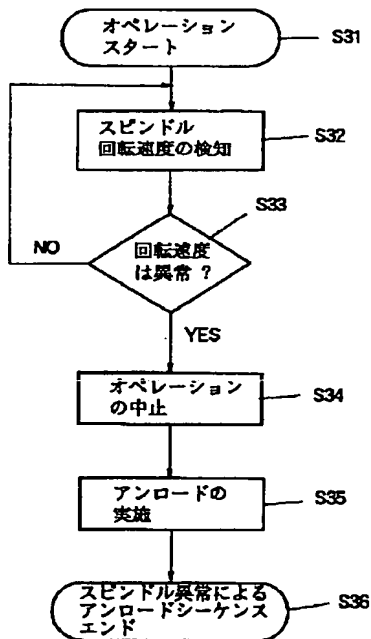 オペレーション
スタート
S31
スピンドル
回転速度の検知
S32
S33
回転速度
は異常 ?
NO
YES
オペレーション
の中止
S34
アンロードの
実施
S35
スピンドル異常による
アンロードシーケンス
エンド
S36